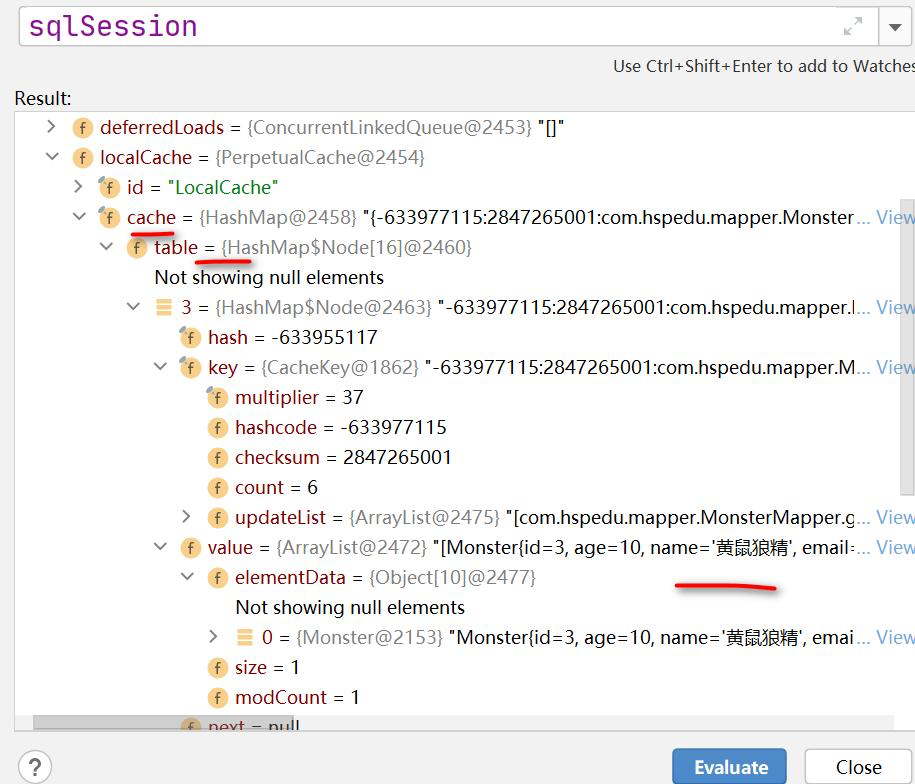 sqlSession
Use Ctrl+Shift+Enter to add to Watches
Result:
f deferredLoads = {ConcurrentLinkedQueue@2453} "[]"
f localCache = {PerpetualCache@2454}
f id = "LocalCache"
f cache = {HashMap@2458} "{-633977115:2847265001:com.hspedu.mapper.Monster... View
f table = {HashMap$Node[16]@2460}
Not showing null elements
3 = {HashMap$Node@2463} "-633977115:2847265001:com.hspedu.mapper.... View
f hash = -633955117
f key = {CacheKey@1862} "-633977115:2847265001:com.hspedu.mapper.M... View
f multiplier = 37
f hashcode = -633977115
f checksum = 2847265001
f count = 6
f updateList = {ArrayList@2475} "[com.hspedu.mapper.MonsterMapper.g... View
f value = {ArrayList@2472} "[Monster{id=3, age=10, name='黄鼠狼精', email=... View
f elementData = {Object[10]@2477}
Not showing null elements
0 = {Monster@2153} "Monster{id=3, age=10, name='黄鼠狼精', emai... View
f size = 1
f modCount = 1
f next = null
? Evaluate Close